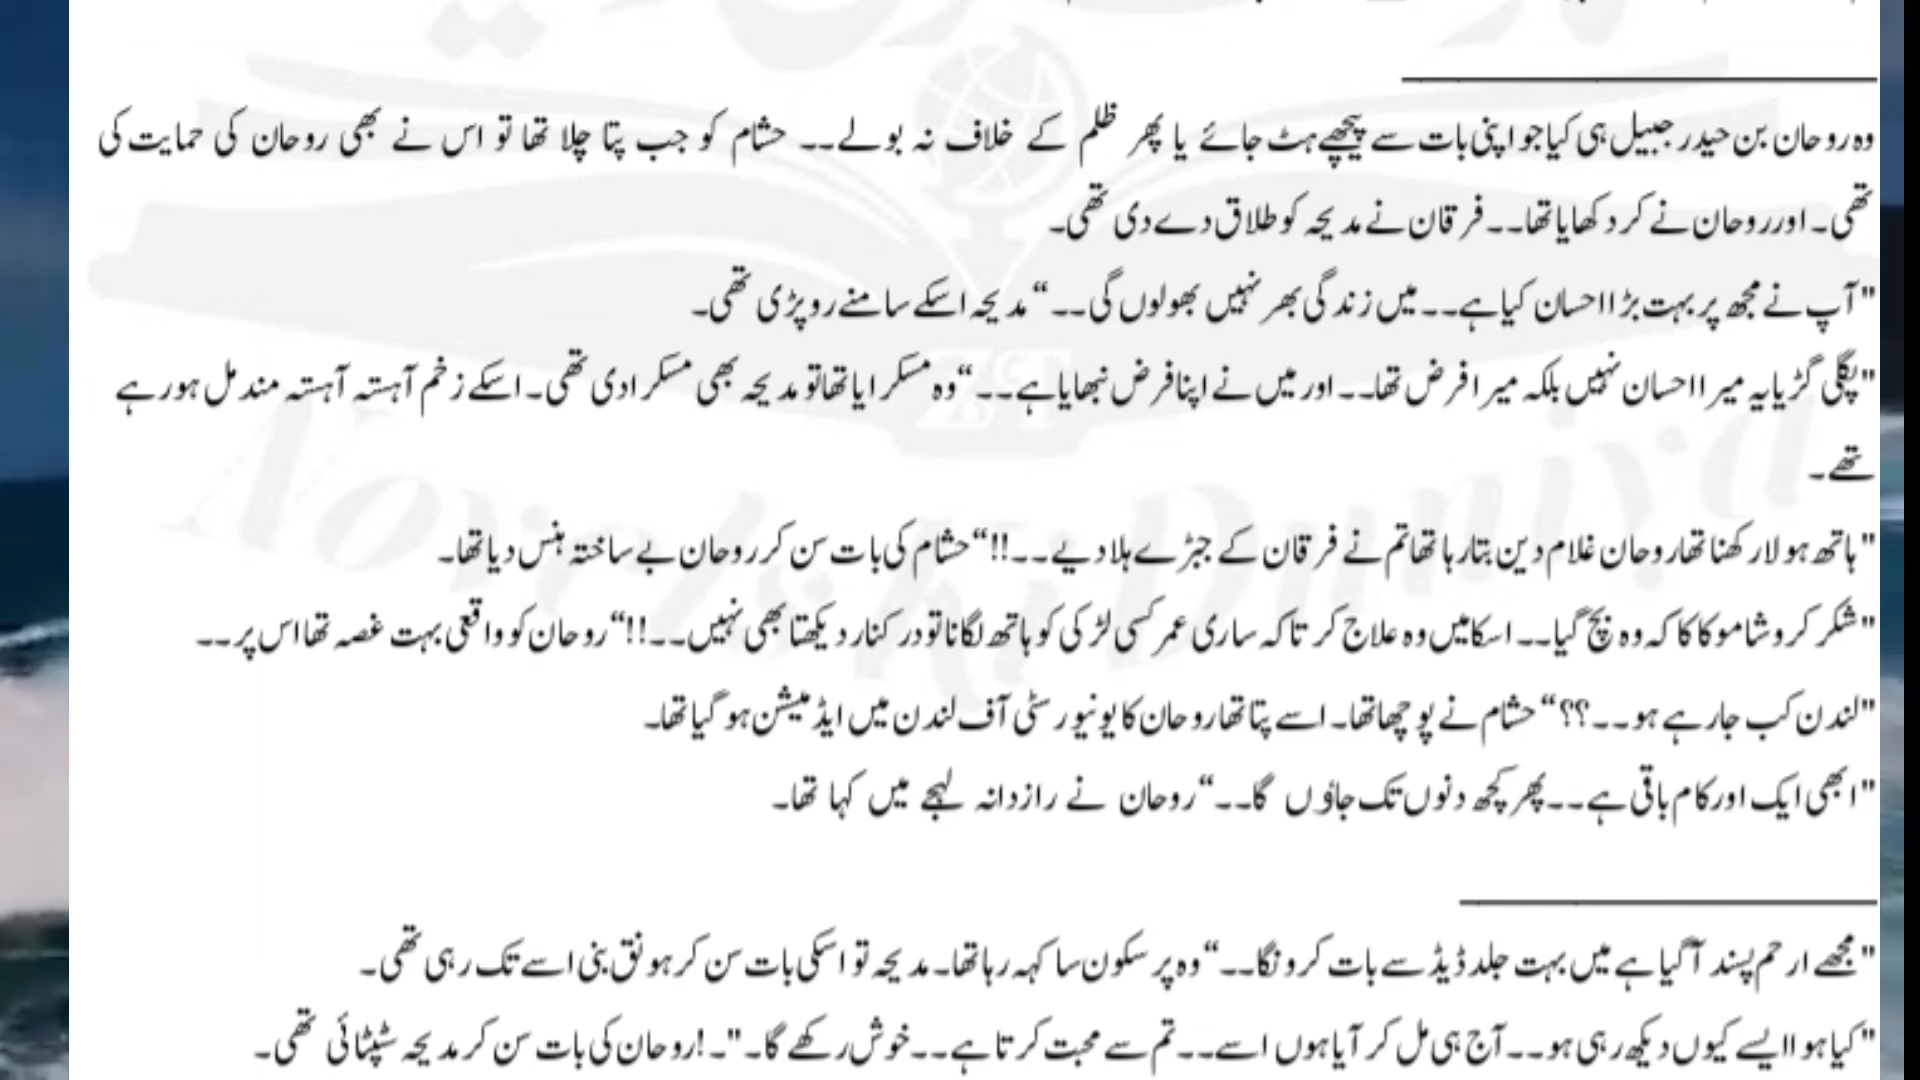 وہ روحان بن حیدر جبیل ہی کیا جو اپنی بات سے پیچھے ہٹ جائے یا پھر ظلم کے خلاف نہ بولے۔۔ حشام کو جب پتا چلا تھا تو اس نے بھی روحان کی حمایت کی
تھی۔ اور روحان نے کر دکھایا تھا۔۔ فرقان نے مدیحہ کو طلاق دے دی تھی۔
"آپ نے مجھ پر بہت بڑا احسان کیا ہے۔۔ میں زندگی بھر نہیں بھولوں گی۔۔“ مدیحہ اسکے سامنے رو پڑی تھی۔
"پگلی گڑیا یہ میرا احسان نہیں بلکہ میرا فرض تھا۔۔ اور میں نے اپنا فرض نبھایا ہے۔۔“ وہ مسکرایا تھا تو مدیحہ بھی مسکرادی تھی۔ اسکے زخم آہستہ آہستہ مندمل ہو رہے
تھے۔
"ہاتھ ہولا رکھنا تھا روحان غلام دین بتا رہا تھا تم نے فرقان کے جبڑے ہلا دیے۔۔!!“ حشام کی بات سن کر روحان بے ساختہ ہنس دیا تھا۔
"شکر کرو شامو کاکا کہ وہ بچ گیا۔۔ اسکا میں وہ علاج کرتا کہ ساری عمر کسی لڑکی کو ہاتھ لگانا تو درکنار دیکھتا بھی نہیں۔۔!!“ روحان کو واقعی بہت غصہ تھا اس پر۔۔
"لندن کب جا رہے ہو۔۔؟؟“ حشام نے پوچھا تھا۔ اسے پتا تھا روحان کا یونیورسٹی آف لندن میں ایڈمیشن ہو گیا تھا۔
"ابھی ایک اور کام باقی ہے۔۔ پھر کچھ دنوں تک جاؤں گا۔۔“ روحان نے رازدانہ لہجے میں کہا تھا۔
"مجھے ارحم پسند آگیا ہے میں بہت جلد ڈیڈ سے بات کرونگا۔۔“ وہ پر سکون سا کہہ رہا تھا۔ مدیحہ تو اسکی بات سن کر ہونق بنی اسے تک رہی تھی۔
"کیا ہوا ایسے کیوں دیکھ رہی ہو۔۔ آج ہی مل کر آیا ہوں اسے۔۔ تم سے محبت کرتا ہے۔۔ خوش رکھے گا۔"۔! روحان کی بات سن کر مدیحہ سٹپٹائی تھی۔
Novels Ki Duniya